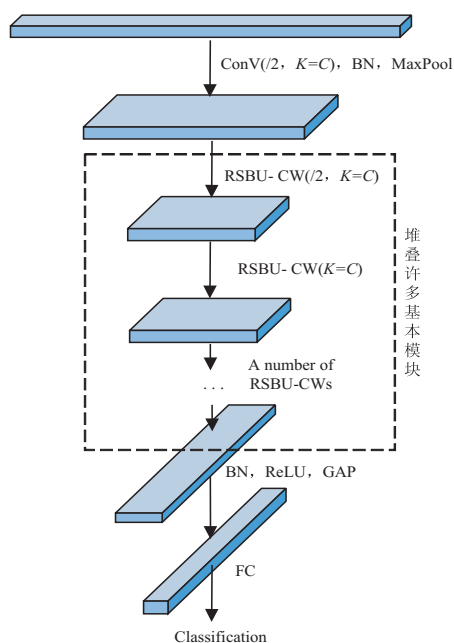 ConV(/2，K=C)，BN，MaxPool
RSBU- CW(/2，K=C)
RSBU- CW(K=C)
A number of
RSBU-CWs
...
堆叠许多基本模块
BN，ReLU，GAP
FC
Classification